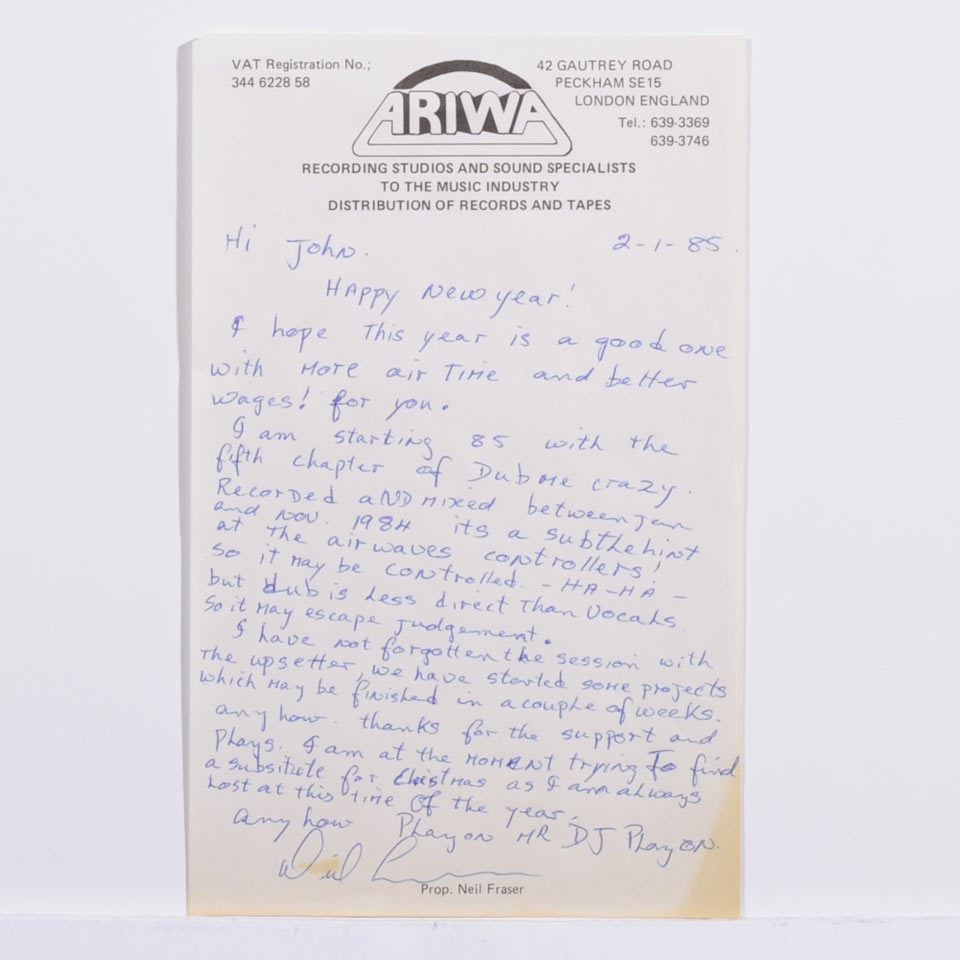 VAT Registration No.;
344 6228 58
ARIWA
42 GAUTREY ROAD
PECKHAM SE15
LONDON ENGLAND
Tel.: 639-3369
639-3746
RECORDING STUDIOS AND SOUND SPECIALISTS
TO THE MUSIC INDUSTRY
DISTRIBUTION OF RECORDS AND TAPES
Hi John. 2-1-85.
HAppy New year!
I hope This year is a good one
with More air Time and better
wages! for you.
I am starting 85 with the
fifth chapter of Dub me crazy.
Recorded and mixed between jan
and Nov. 1984 its a subthe hint
at the airwaves controllers!
so it may be controlled. - HA-HA -
but dub is Less direct Than Vocals.
So it May escape judgement.
I have not forgotten the session with
the upsetter, we have started some projects
which may be finished in a couple of weeks.
any how. thanks for the support and
Plays. I am at the MOMENT trying To find
a subsitute for Christmas as I am always
Lost at this time Of the year.
any how Play on MR DJ Play on.
Neil
Prop. Neil Fraser